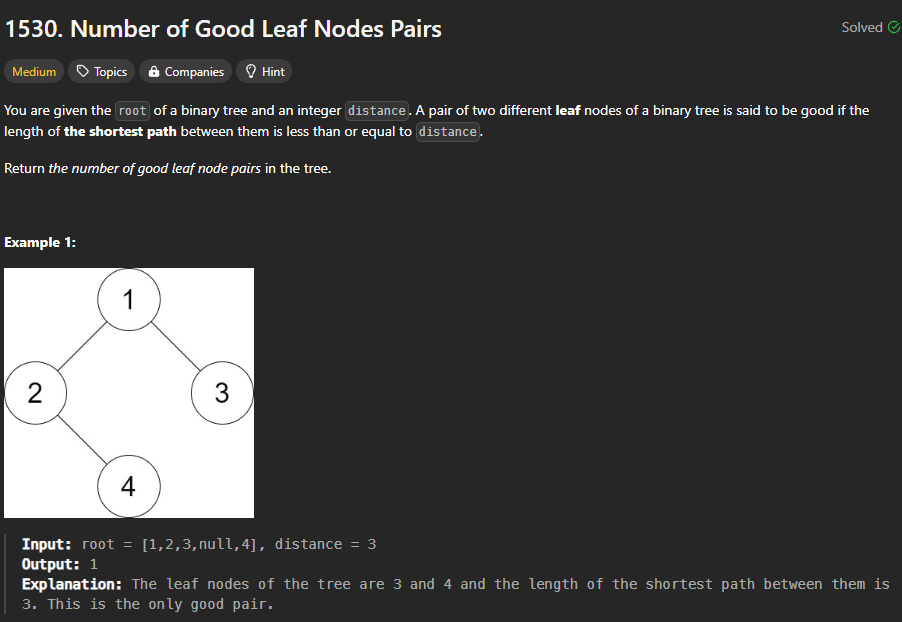 1530. Number of Good Leaf Nodes Pairs
Solved
Medium Topics Companies Hint
You are given the root of a binary tree and an integer distance. A pair of two different leaf nodes of a binary tree is said to be good if the
length of the shortest path between them is less than or equal to distance.
Return the number of good leaf node pairs in the tree.
Example 1:
1
2 3
4
Input: root = [1,2,3,null,4], distance = 3
Output: 1
Explanation: The leaf nodes of the tree are 3 and 4 and the length of the shortest path between them is
3. This is the only good pair.